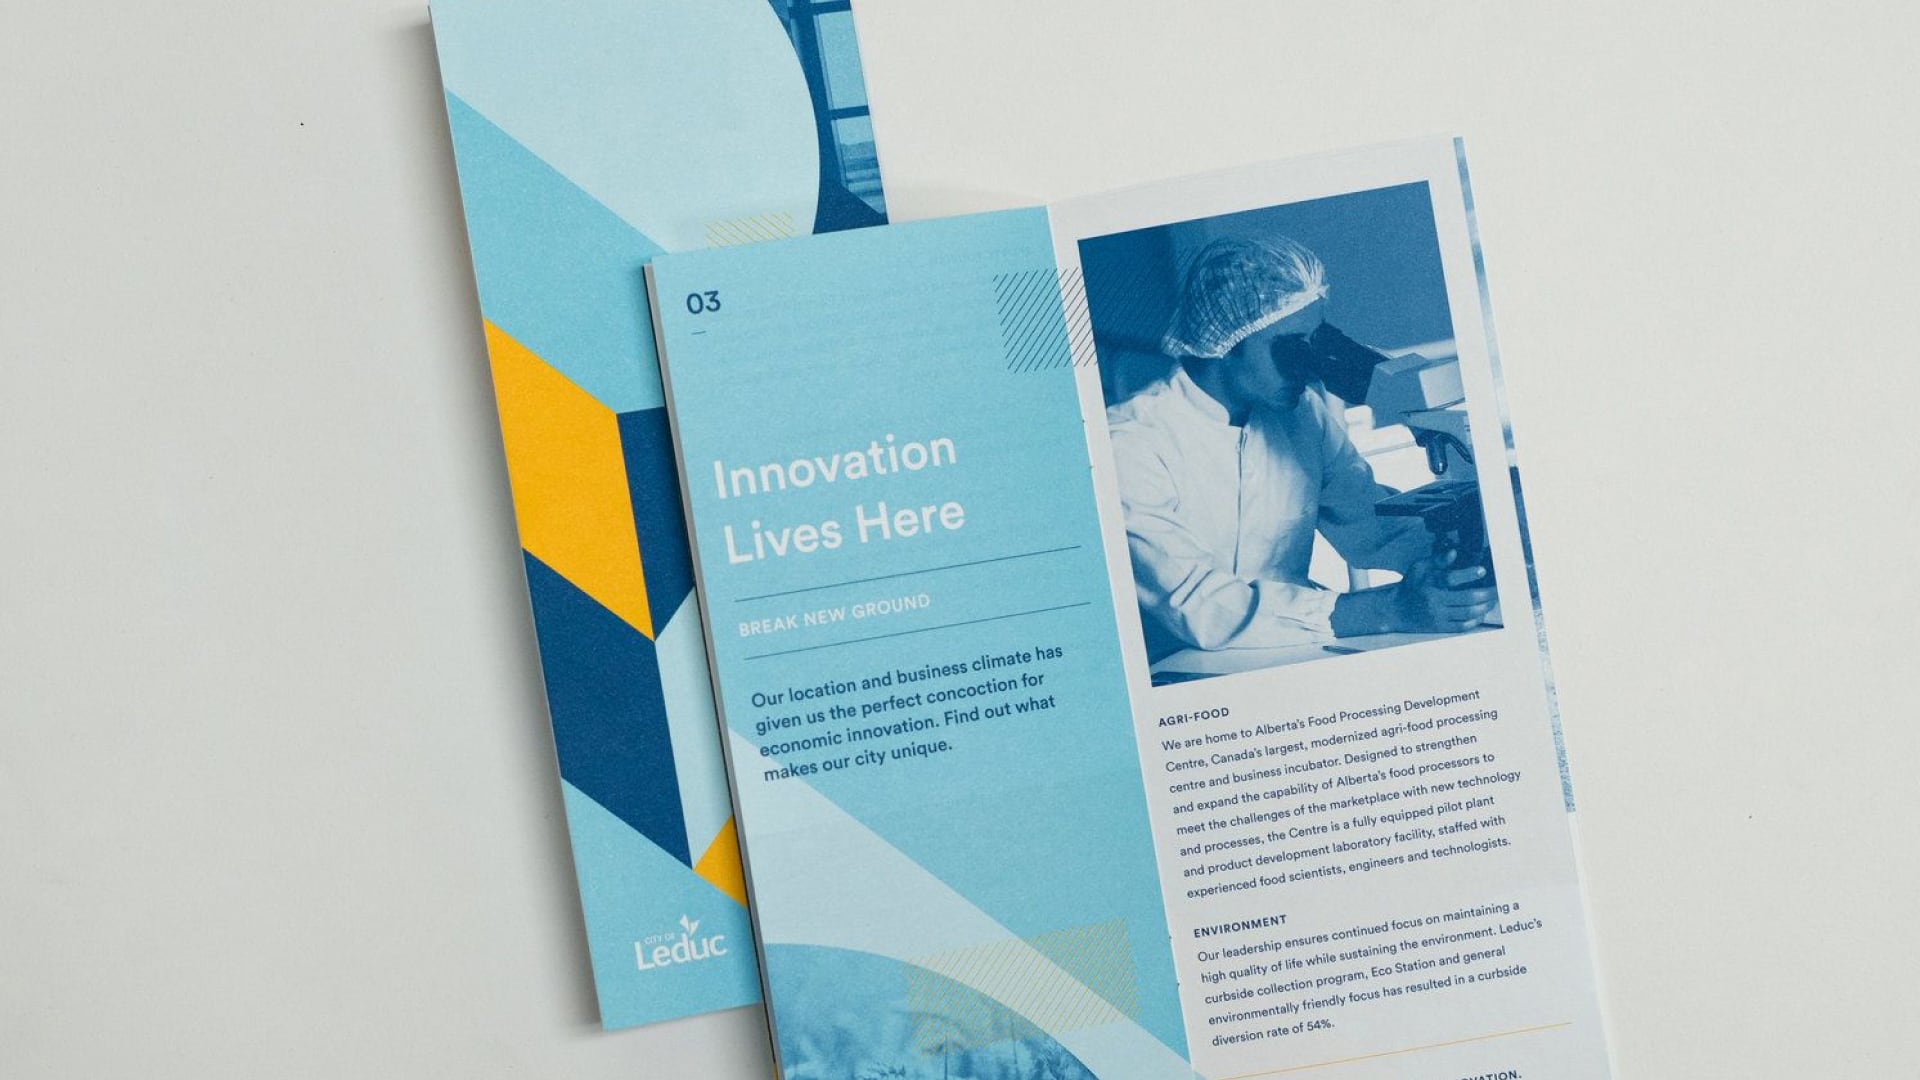 03
Innovation
Lives Here
BREAK NEW GROUND
Our location and business climate has
given us the perfect concoction for
economic innovation. Find out what
makes our city unique.
AGRI-FOOD
We are home to Alberta's Food Processing Development
Centre, Canada's largest, modernized agri-food processing
centre and business incubator. Designed to strengthen
and expand the capability of Alberta's food processors to
meet the challenges of the marketplace with new technology
and processes, the Centre is a fully equipped pilot plant
and product development laboratory facility, staffed with
experienced food scientists, engineers and technologists.
ENVIRONMENT
Our leadership ensures continued focus on maintaining a
high quality of life while sustaining the environment. Leduc's
curbside collection program, Eco Station and general
environmentally friendly focus has resulted in a curbside
diversion rate of 54%.
CITY OF
Leduc